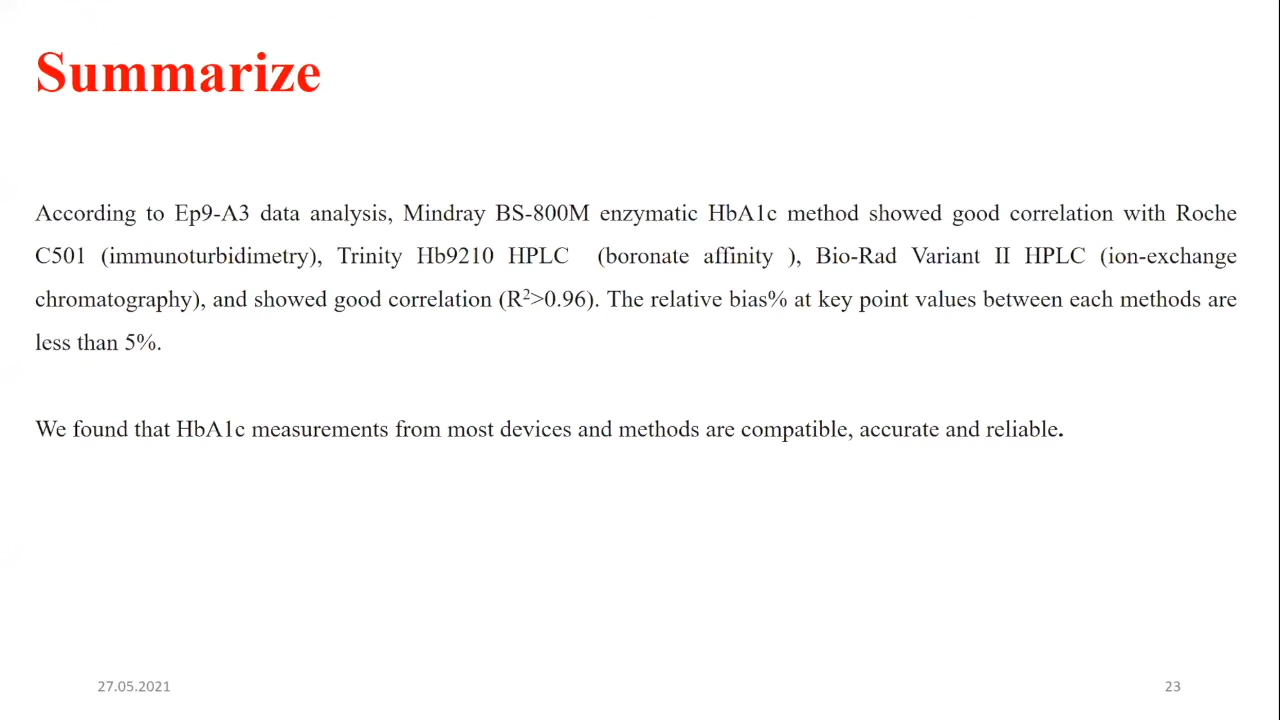 Summarize
According to Ep9-A3 data analysis, Mindray BS-800M enzymatic HbA1c method showed good correlation with Roche
C501 (immunoturbidimetry), Trinity Hb9210 HPLC (boronate affinity ), Bio-Rad Variant II HPLC (ion-exchange
chromatography), and showed good correlation (R²>0.96). The relative bias% at key point values between each methods are
less than 5%.
We found that HbA1c measurements from most devices and methods are compatible, accurate and reliable.
27.05.2021
23